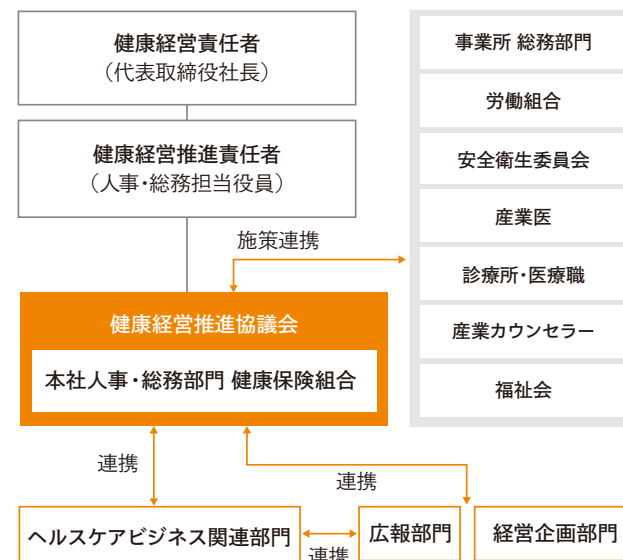 健康経営責任者
（代表取締役社長）
健康経営推進責任者
（人事・総務担当役員）
施策連携
健康経営推進協議会
本社人事・総務部門 健康保険組合
連携
連携
ヘルスケアビジネス関連部門
連携
広報部門
経営企画部門
事業所 総務部門
労働組合
安全衛生委員会
産業医
診療所・医療職
産業カウンセラー
福祉会